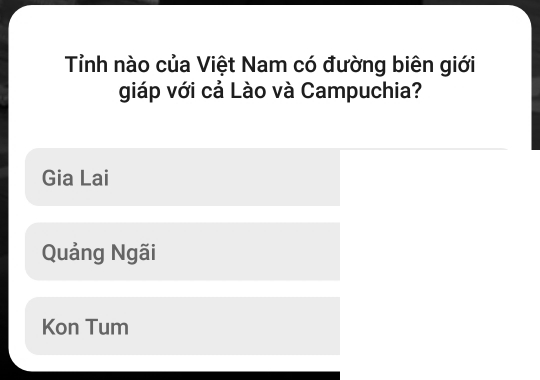 Tỉnh nào của Việt Nam có đường biên giới
giáp với cả Lào và Campuchia?
Gia Lai
Quảng Ngãi
Kon Tum